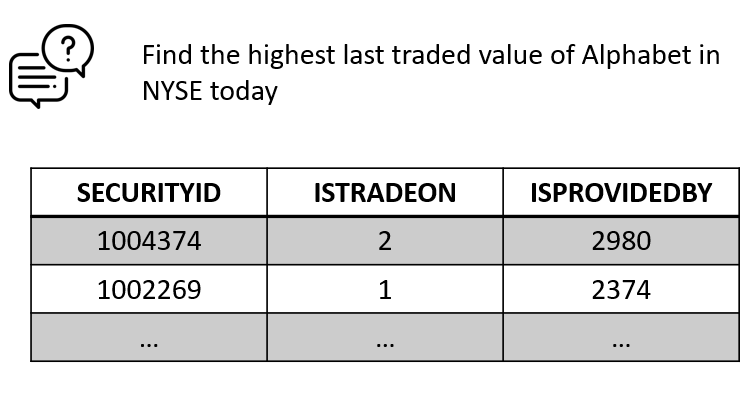 ?
Find the highest last traded value of Alphabet in
NYSE today
SECURITYID ISTRADEON ISPROVIDEDBY
1004374 2 2980
1002269 1 2374
... ... ...